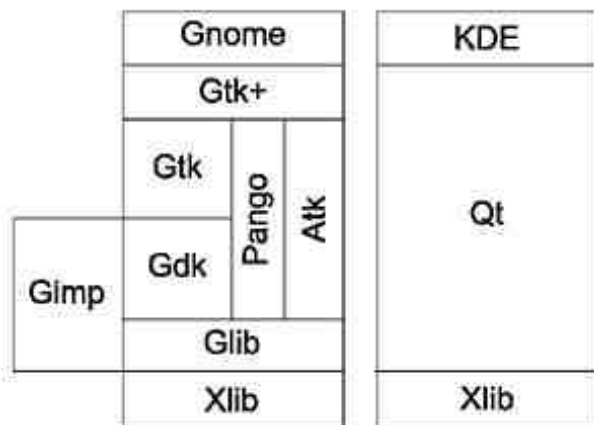 Gnome
KDE
Gtk+
Gtk
Pango
Atk
Qt
Gimp
Gdk
Glib
Xlib
Xlib